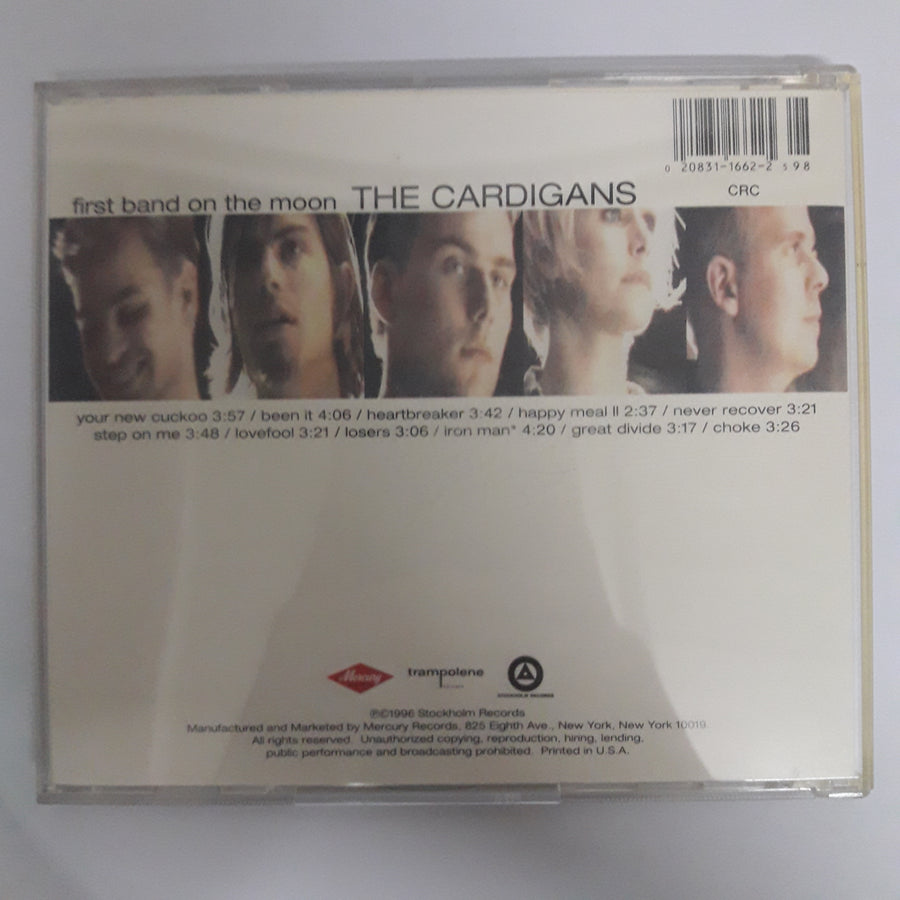 0 20831-1662-2 5 9 8
CRC
first band on the moon THE CARDIGANS
your new cuckoo 3:57 / been it 4:06 / heartbreaker 3:42 / happy meal II 2:37 / never recover 3:21
step on me 3:48 / lovefool 3:21 / losers 3:06 / iron man* 4:20 / great divide 3:17 / choke 3:26
Mercury
trampolene
STOCKHOLM RECORDS
℗©1996 Stockholm Records
Manufactured and Marketed by Mercury Records, 825 Eighth Ave., New York, New York 10019.
All rights reserved. Unauthorized copying, reproduction, hiring, lending,
public performance and broadcasting prohibited. Printed in U.S.A.